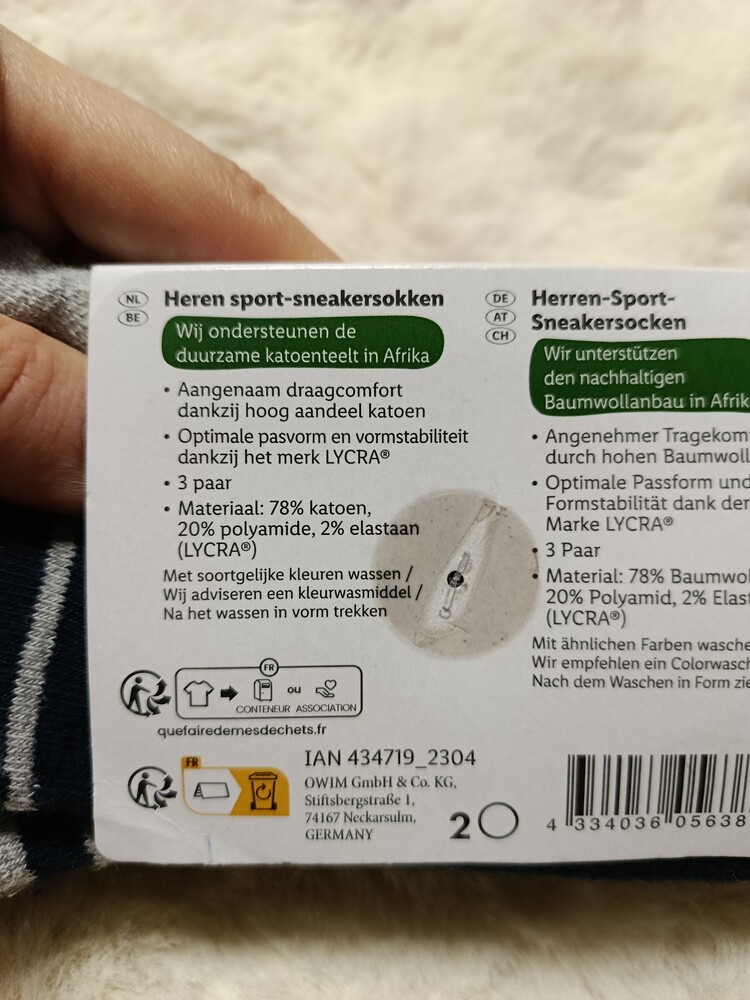 NL
BE
Heren sport-sneakersokken
Wij ondersteunen de
duurzame katoenteelt in Afrika
• Aangenaam draagcomfort
dankzij hoog aandeel katoen
• Optimale pasvorm en vormstabiliteit
dankzij het merk LYCRA®
• 3 paar
• Materiaal: 78% katoen,
20% polyamide, 2% elastaan
(LYCRA®)
Met soortgelijke kleuren wassen /
Wij adviseren een kleurwasmiddel /
Na het wassen in vorm trekken
DE
AT
CH
Herren-Sport-
Sneakersocken
Wir unterstützen
den nachhaltigen
Baumwollanbau in Afrik
• Angenehmer Tragekom
durch hohen Baumwoll
• Optimale Passform und
Formstabilität dank der
Marke LYCRA®
• 3 Paar
• Material: 78% Baumwo
20% Polyamid, 2% Elast
(LYCRA®)
Mit ähnlichen Farben wasche
Wir empfehlen ein Colorwasch
Nach dem Waschen in Form zie
FR
ou
CONTENEUR ASSOCIATION
quefairedemesdechets.fr
FR
IAN 434719_2304
OWIM GmbH & Co. KG,
Stiftsbergstraße 1,
74167 Neckarsulm,
GERMANY
2
4 334036 05638